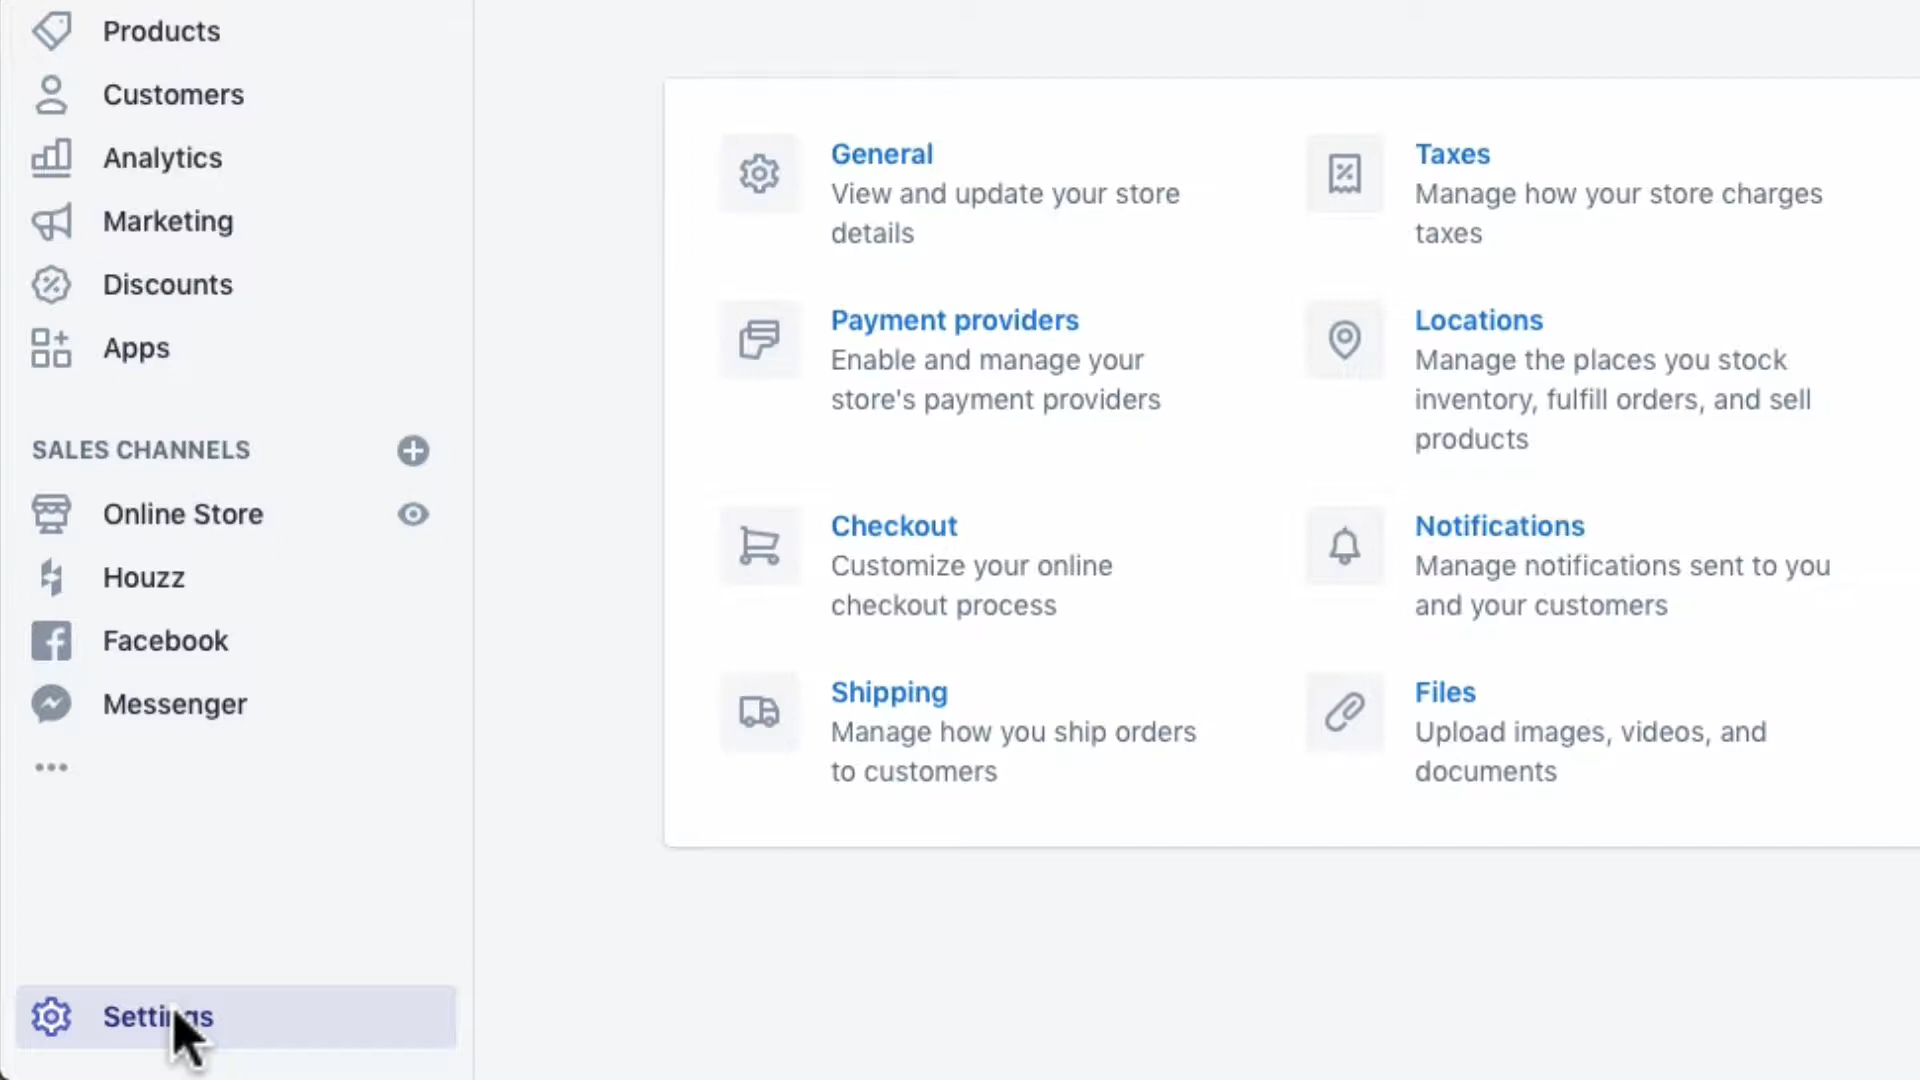 Products
Customers
Analytics
Marketing
Discounts
Apps
SALES CHANNELS
Online Store
Houzz
Facebook
Messenger
Settings
General
View and update your store
details
Taxes
Manage how your store charges
taxes
Payment providers
Enable and manage your
store's payment providers
Locations
Manage the places you stock
inventory, fulfill orders, and sell
products
Checkout
Customize your online
checkout process
Notifications
Manage notifications sent to you
and your customers
Shipping
Manage how you ship orders
to customers
Files
Upload images, videos, and
documents